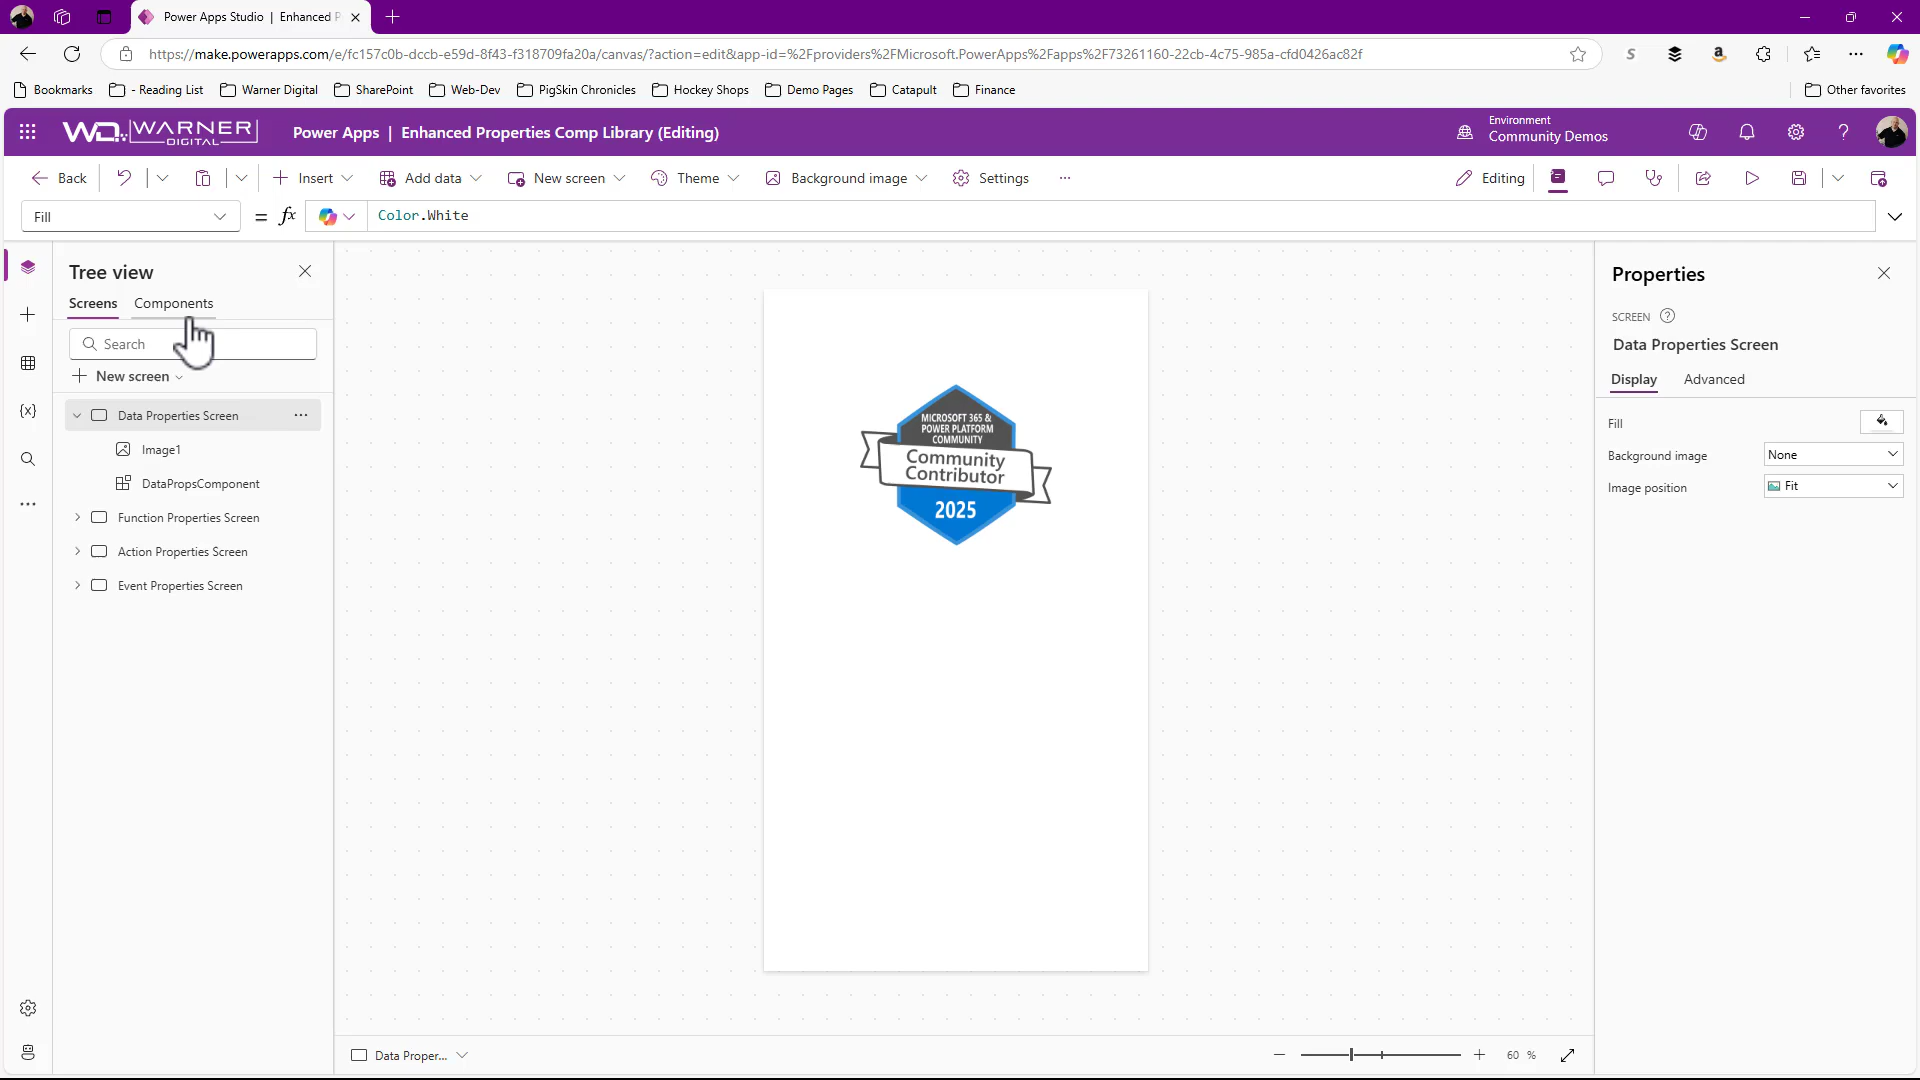 Power Apps Studio | Enhanced P
https://make.powerapps.com/e/fc157c0b-dccb-e59d-8f43-f318709fa20a/canvas/?action=edit&app-id=%2Fproviders%2FMicrosoft.PowerApps%2Fapps%2F73261160-22cb-4c75-985a-cfd0426ac82f
Bookmarks - Reading List Warner Digital SharePoint Web-Dev PigSkin Chronicles Hockey Shops Demo Pages Catapult Finance Other favorites
WD WARNER DIGITAL Power Apps | Enhanced Properties Comp Library (Editing)
Environment
Community Demos
Back Insert Add data New screen Theme Background image Settings Editing
Fill = fx Color.White
Tree view
Screens Components
Search
New screen
Data Properties Screen
Image1
DataPropsComponent
Function Properties Screen
Action Properties Screen
Event Properties Screen
MICROSOFT 365 &
POWER PLATFORM
COMMUNITY
Community
Contributor
2025
Properties
SCREEN
Data Properties Screen
Display Advanced
Fill
Background image None
Image position Fit
Data Proper... 60 %